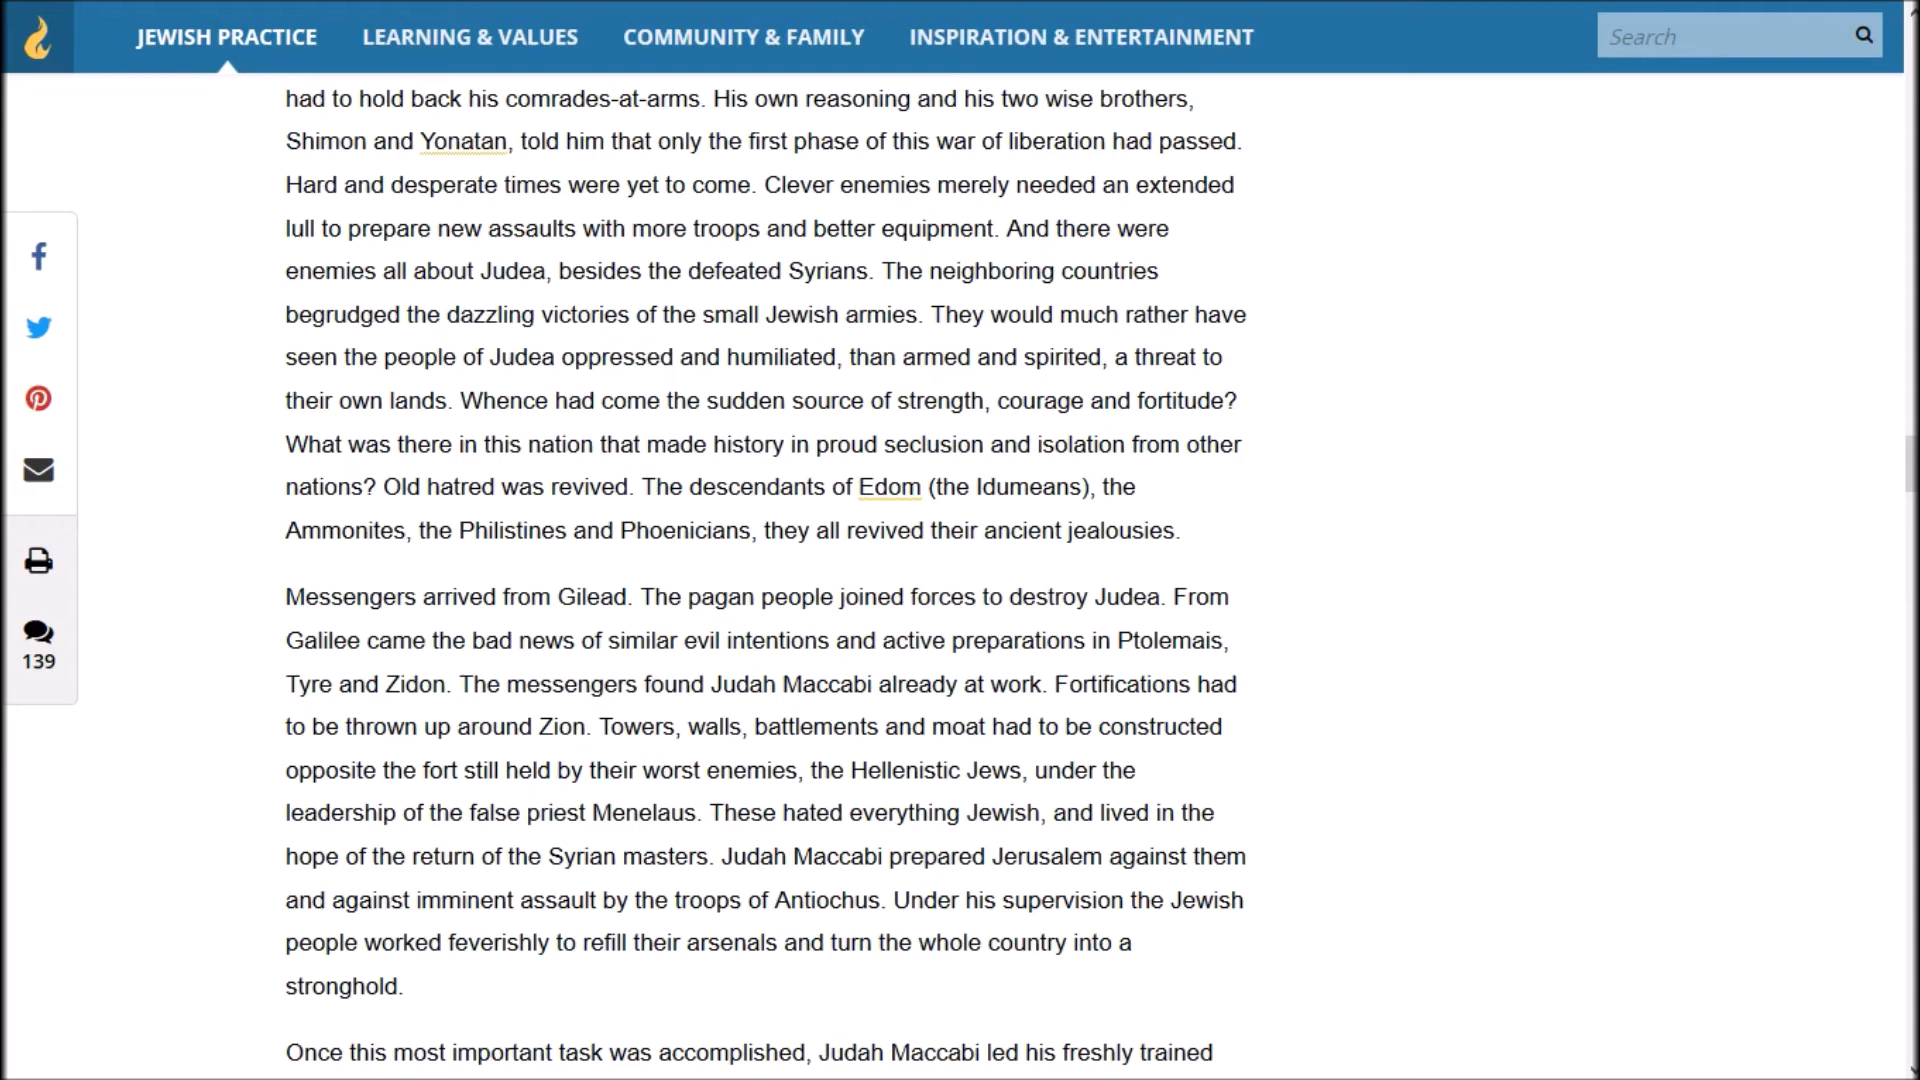 JEWISH PRACTICE
LEARNING & VALUES
COMMUNITY & FAMILY
INSPIRATION & ENTERTAINMENT
Search
had to hold back his comrades-at-arms. His own reasoning and his two wise brothers,
Shimon and Yonatan, told him that only the first phase of this war of liberation had passed.
Hard and desperate times were yet to come. Clever enemies merely needed an extended
lull to prepare new assaults with more troops and better equipment. And there were
enemies all about Judea, besides the defeated Syrians. The neighboring countries
begrudged the dazzling victories of the small Jewish armies. They would much rather have
seen the people of Judea oppressed and humiliated, than armed and spirited, a threat to
their own lands. Whence had come the sudden source of strength, courage and fortitude?
What was there in this nation that made history in proud seclusion and isolation from other
nations? Old hatred was revived. The descendants of Edom (the Idumeans), the
Ammonites, the Philistines and Phoenicians, they all revived their ancient jealousies.
Messengers arrived from Gilead. The pagan people joined forces to destroy Judea. From
Galilee came the bad news of similar evil intentions and active preparations in Ptolemais,
Tyre and Zidon. The messengers found Judah Maccabi already at work. Fortifications had
to be thrown up around Zion. Towers, walls, battlements and moat had to be constructed
opposite the fort still held by their worst enemies, the Hellenistic Jews, under the
leadership of the false priest Menelaus. These hated everything Jewish, and lived in the
hope of the return of the Syrian masters. Judah Maccabi prepared Jerusalem against them
and against imminent assault by the troops of Antiochus. Under his supervision the Jewish
people worked feverishly to refill their arsenals and turn the whole country into a
stronghold.
Once this most important task was accomplished, Judah Maccabi led his freshly trained
139